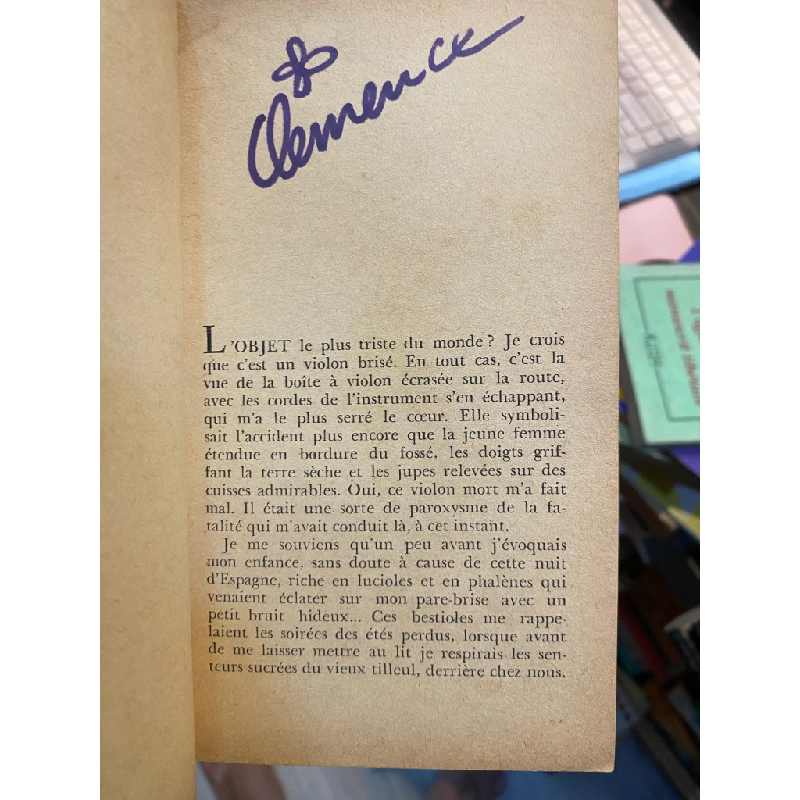 Clemence
L'OBJET le plus triste du monde ? Je crois
que c'est un violon brisé. En tout cas, c'est la
vue de la boîte à violon écrasée sur la route,
avec les cordes de l'instrument s'en échappant,
qui m'a le plus serré le cœur. Elle symboli-
sait l'accident plus encore que la jeune femme
étendue en bordure du fossé, les doigts grif-
fant la terre sèche et les jupes relevées sur des
cuisses admirables. Oui, ce violon mort m'a fait
mal. Il était une sorte de paroxysme de la fa-
talité qui m'avait conduit là, à cet instant.
Je me souviens qu'un peu avant j'évoquais
mon enfance, sans doute à cause de cette nuit
d'Espagne, riche en lucioles et en phalènes qui
venaient éclater sur mon pare-brise avec un
petit bruit hideux... Ces bestioles me rappe-
laient les soirées des étés perdus, lorsque avant
de me laisser mettre au lit je respirais les sen-
teurs sucrées du vieux tilleul, derrière chez nous.